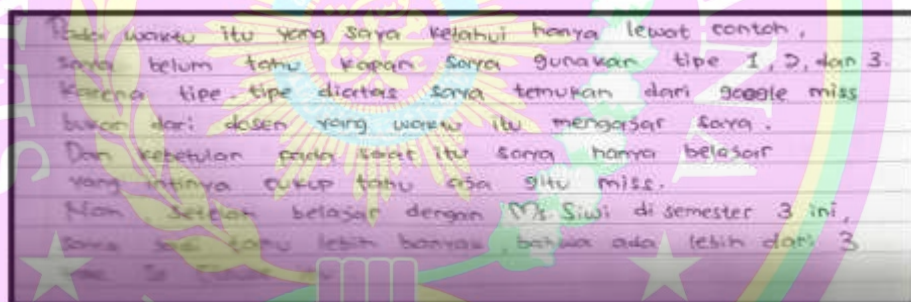 Pada waktu itu yang saya ketahui hanya lewat contoh,
saya belum tahu kapan saya gunakan tipe 1, 2, dan 3.
Karena tipe-tipe diatas saya temukan dari google miss
bukan dari dosen yang waktu itu mengajar saya.
Dan kebetulan pada saat itu saya hanya belajar
yang intinya cukup tahu aja gitu miss.
Nah setelah belajar dengan Ms. Siwi di semester 3 ini,
saya jadi tahu lebih banyak, bahwa ada lebih dari 3